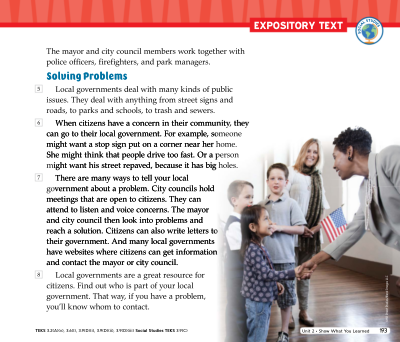 EXPOSITORY TEXT
SOCIAL STUDIES
The mayor and city council members work together with
police officers, firefighters, and park managers.
Solving Problems
5 Local governments deal with many kinds of public
issues. They deal with anything from street signs and
roads, to parks and schools, to trash and sewers.
6 When citizens have a concern in their community, they
can go to their local government. For example, someone
might want a stop sign put on a corner near her home.
She might think that people drive too fast. Or a person
might want his street repaved, because it has big holes.
7 There are many ways to tell your local
government about a problem. City councils hold
meetings that are open to citizens. They can
attend to listen and voice concerns. The mayor
and city council then look into problems and
reach a solution. Citizens can also write letters to
their government. And many local governments
have websites where citizens can get information
and contact the mayor or city council.
8 Local governments are a great resource for
citizens. Find out who is part of your local
government. That way, if you have a problem,
you'll know whom to contact.
Unit 2 • Show What You Learned 193